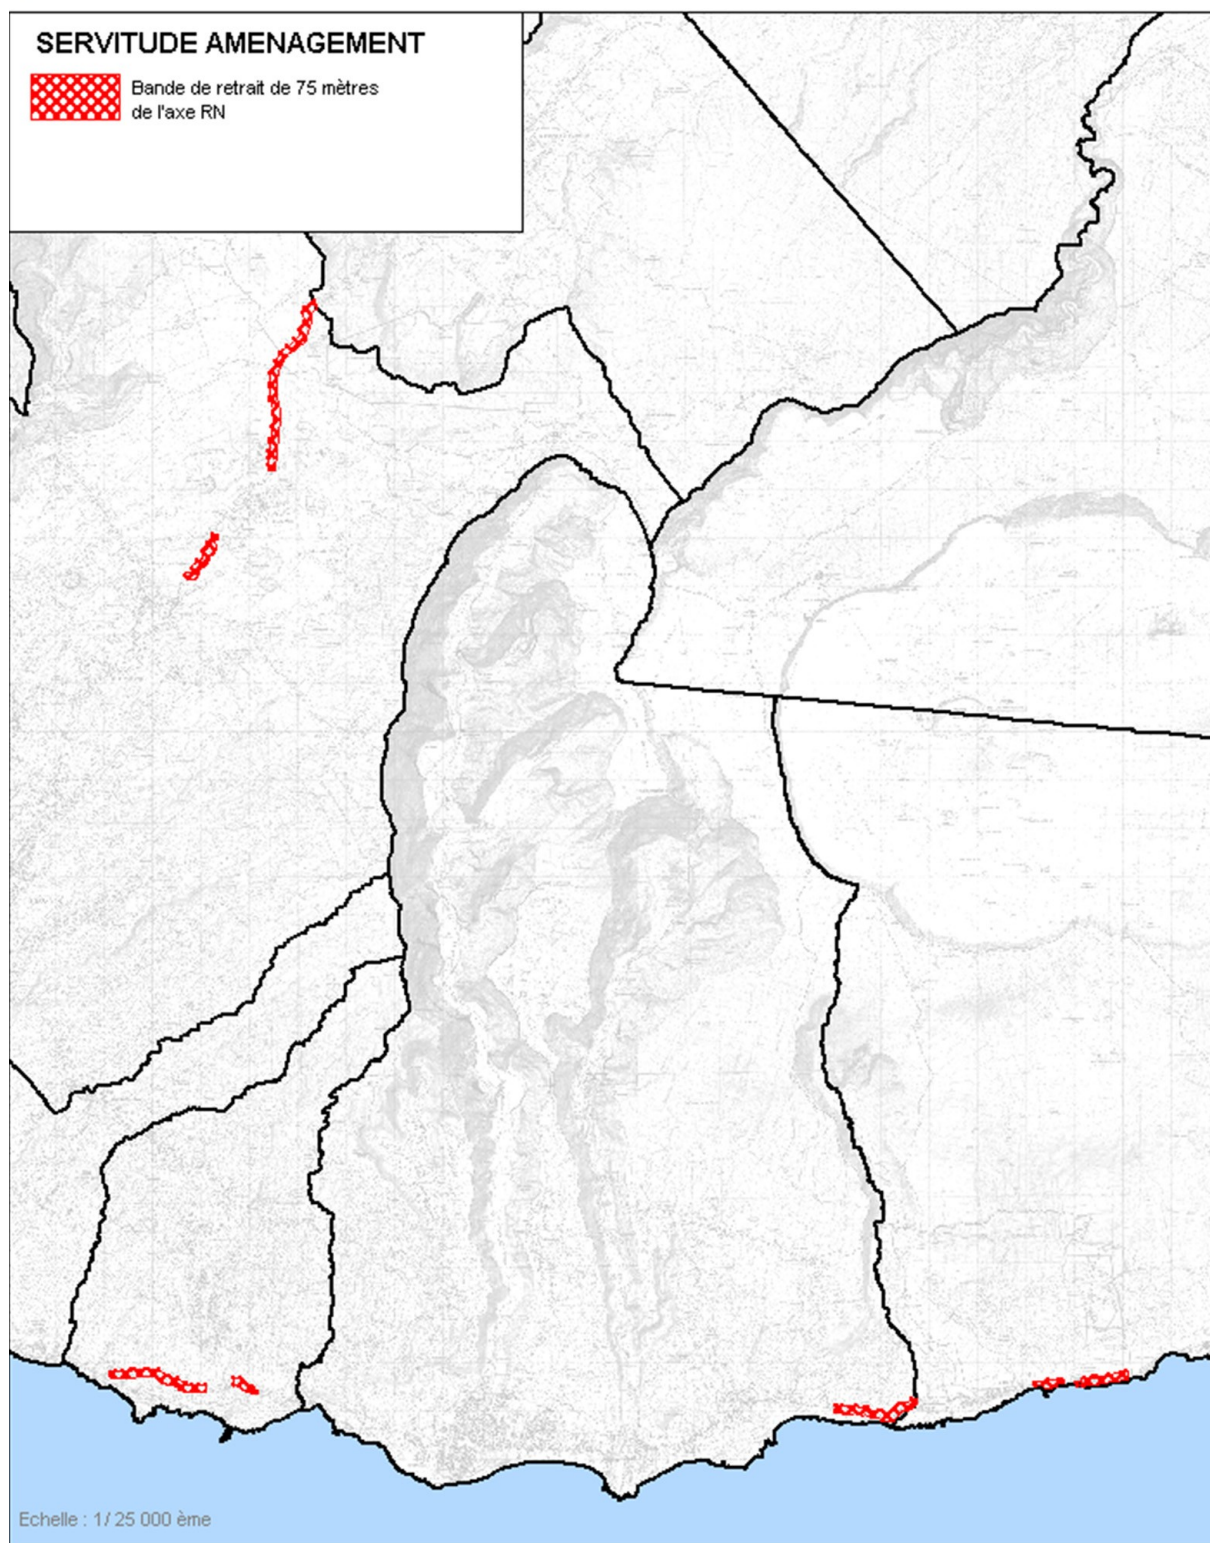 SERVITUDE AMENAGEMENT
Bande de retrait de 75 mètres
de l'axe RN
Echelle : 1/ 25 000 ème